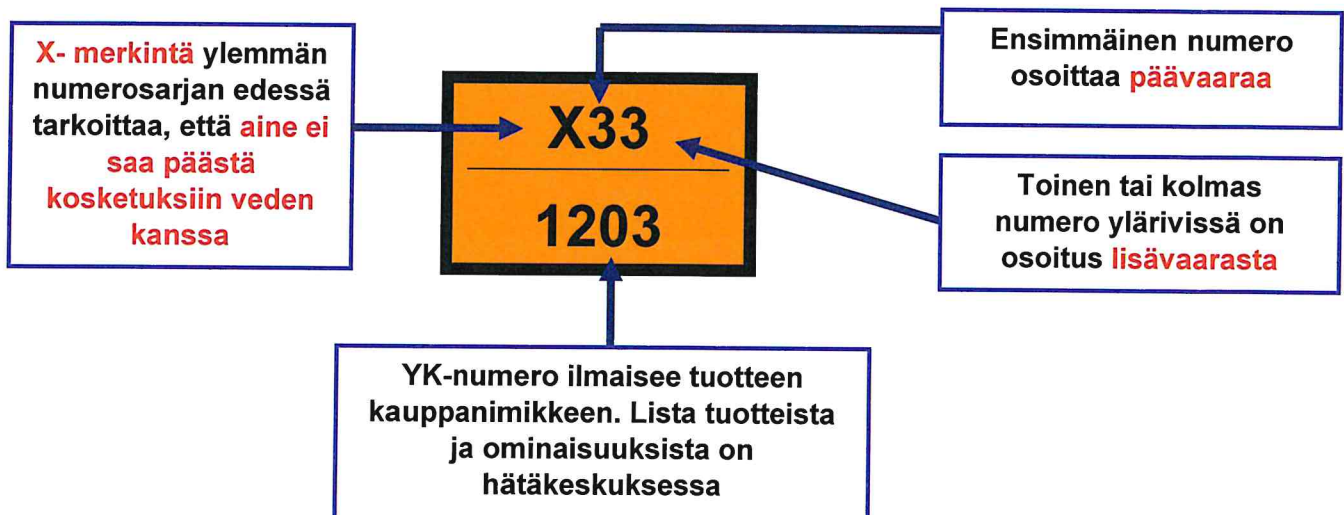 X- merkintä ylemmän
numerosarjan edessä
tarkoittaa, että aine ei
saa päästä
kosketuksiin veden
kanssa
X33
1203
Ensimmäinen numero
osoittaa päävaaraa
Toinen tai kolmas
numero ylärivissä on
osoitus lisävaarasta
YK-numero ilmaisee tuotteen
kauppanimikkeen. Lista tuotteista
ja ominaisuuksista on
hätäkeskuksessa